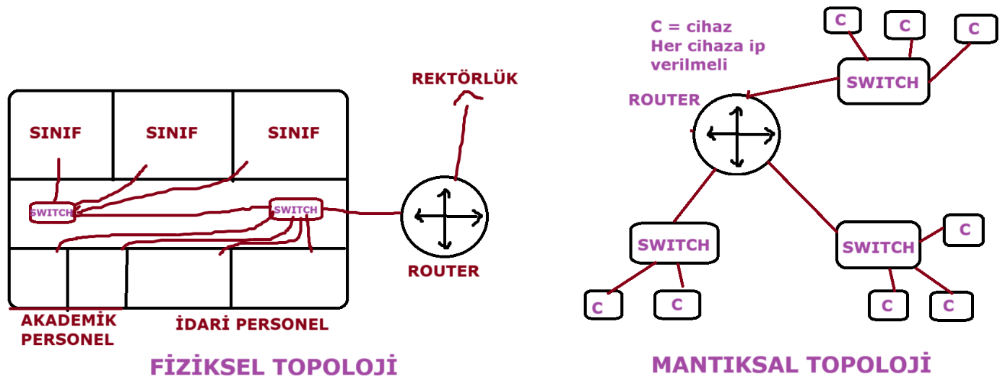 SINIF
SINIF
SINIF
SWITCH
SWITCH
REKTÖRLÜK
ROUTER
AKADEMİK
PERSONEL
İDARİ PERSONEL
FİZİKSEL TOPOLOJİ
C = cihaz
Her cihaza ip
verilmeli
ROUTER
C
C
C
SWITCH
SWITCH
C
C
SWITCH
C
C
C
MANTIKSAL TOPOLOJİ